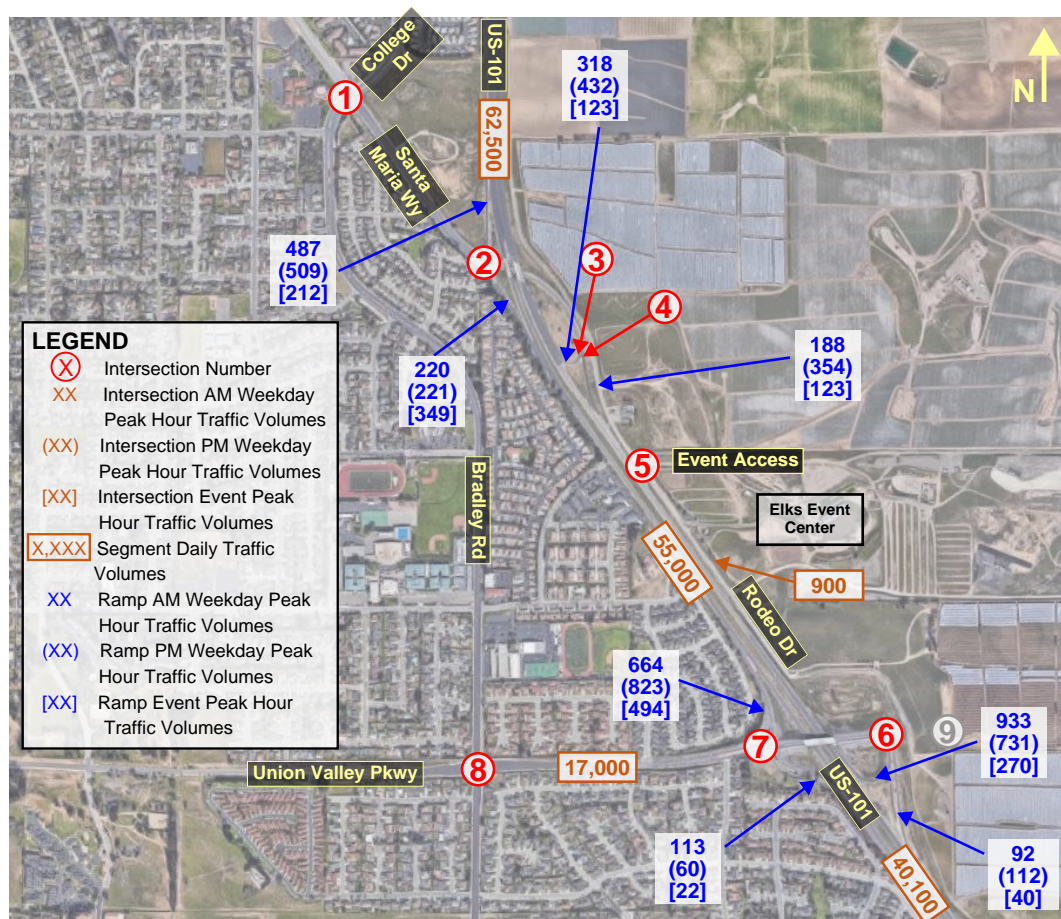 College
Dr
US-101
318
(432)
[123]
N
1
62,500
Santa
Maria Wy
487
(509)
[212]
2
3
4
LEGEND
X Intersection Number
XX Intersection AM Weekday
Peak Hour Traffic Volumes
(XX) Intersection PM Weekday
Peak Hour Traffic Volumes
[XX] Intersection Event Peak
Hour Traffic Volumes
X,XXX Segment Daily Traffic
Volumes
XX Ramp AM Weekday Peak
Hour Traffic Volumes
(XX) Ramp PM Weekday Peak
Hour Traffic Volumes
[XX] Ramp Event Peak Hour
Traffic Volumes
220
(221)
[349]
188
(354)
[123]
5
Event Access
Bradley Rd
Elks Event
Center
55,000
900
Rodeo Dr
664
(823)
[494]
7
6
9
933
(731)
[270]
Union Valley Pkwy
8
17,000
US-101
113
(60)
[22]
92
(112)
[40]
40,100